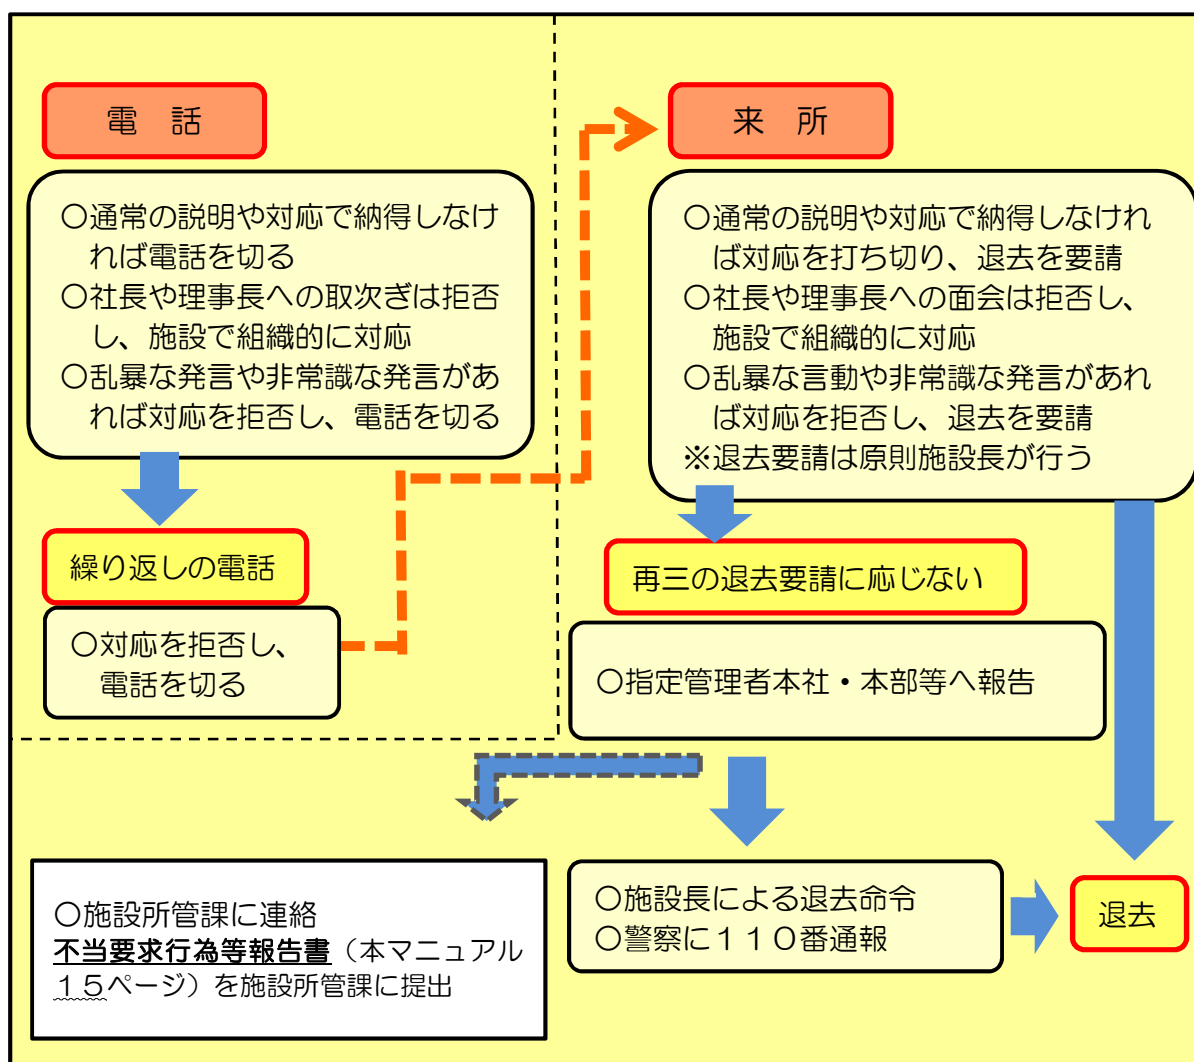 電　話
〇通常の説明や対応で納得しなけ
れば電話を切る
〇社長や理事長への取次ぎは拒否
し、施設で組織的に対応
〇乱暴な発言や非常識な発言があ
れば対応を拒否し、電話を切る
繰り返しの電話
〇対応を拒否し、
電話を切る
来　所
〇通常の説明や対応で納得しなけれ
ば対応を打ち切り、退去を要請
〇社長や理事長への面会は拒否し、
施設で組織的に対応
〇乱暴な言動や非常識な発言があれ
ば対応を拒否し、退去を要請
※退去要請は原則施設長が行う
再三の退去要請に応じない
〇指定管理者本社・本部等へ報告
〇施設所管課に連絡
不当要求行為等報告書（本マニュアル
１５ページ）を施設所管課に提出
〇施設長による退去命令
〇警察に１１０番通報
退去